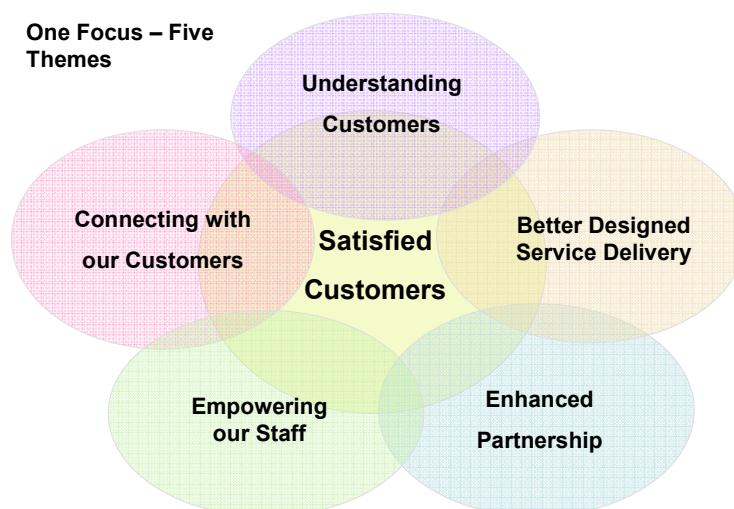 One Focus – Five
Themes
Understanding
Customers
Connecting with
our Customers
Satisfied
Customers
Better Designed
Service Delivery
Empowering
our Staff
Enhanced
Partnership